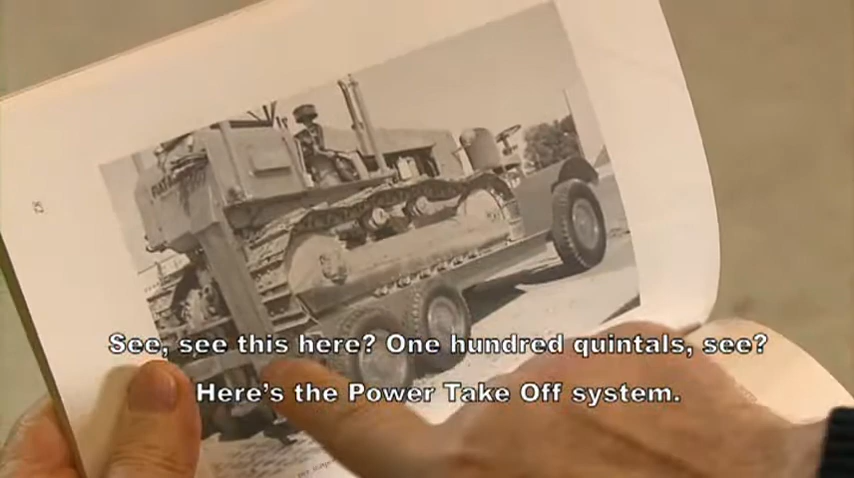 See, see this here? One hundred quintals, see?
Here's the Power Take Off system.